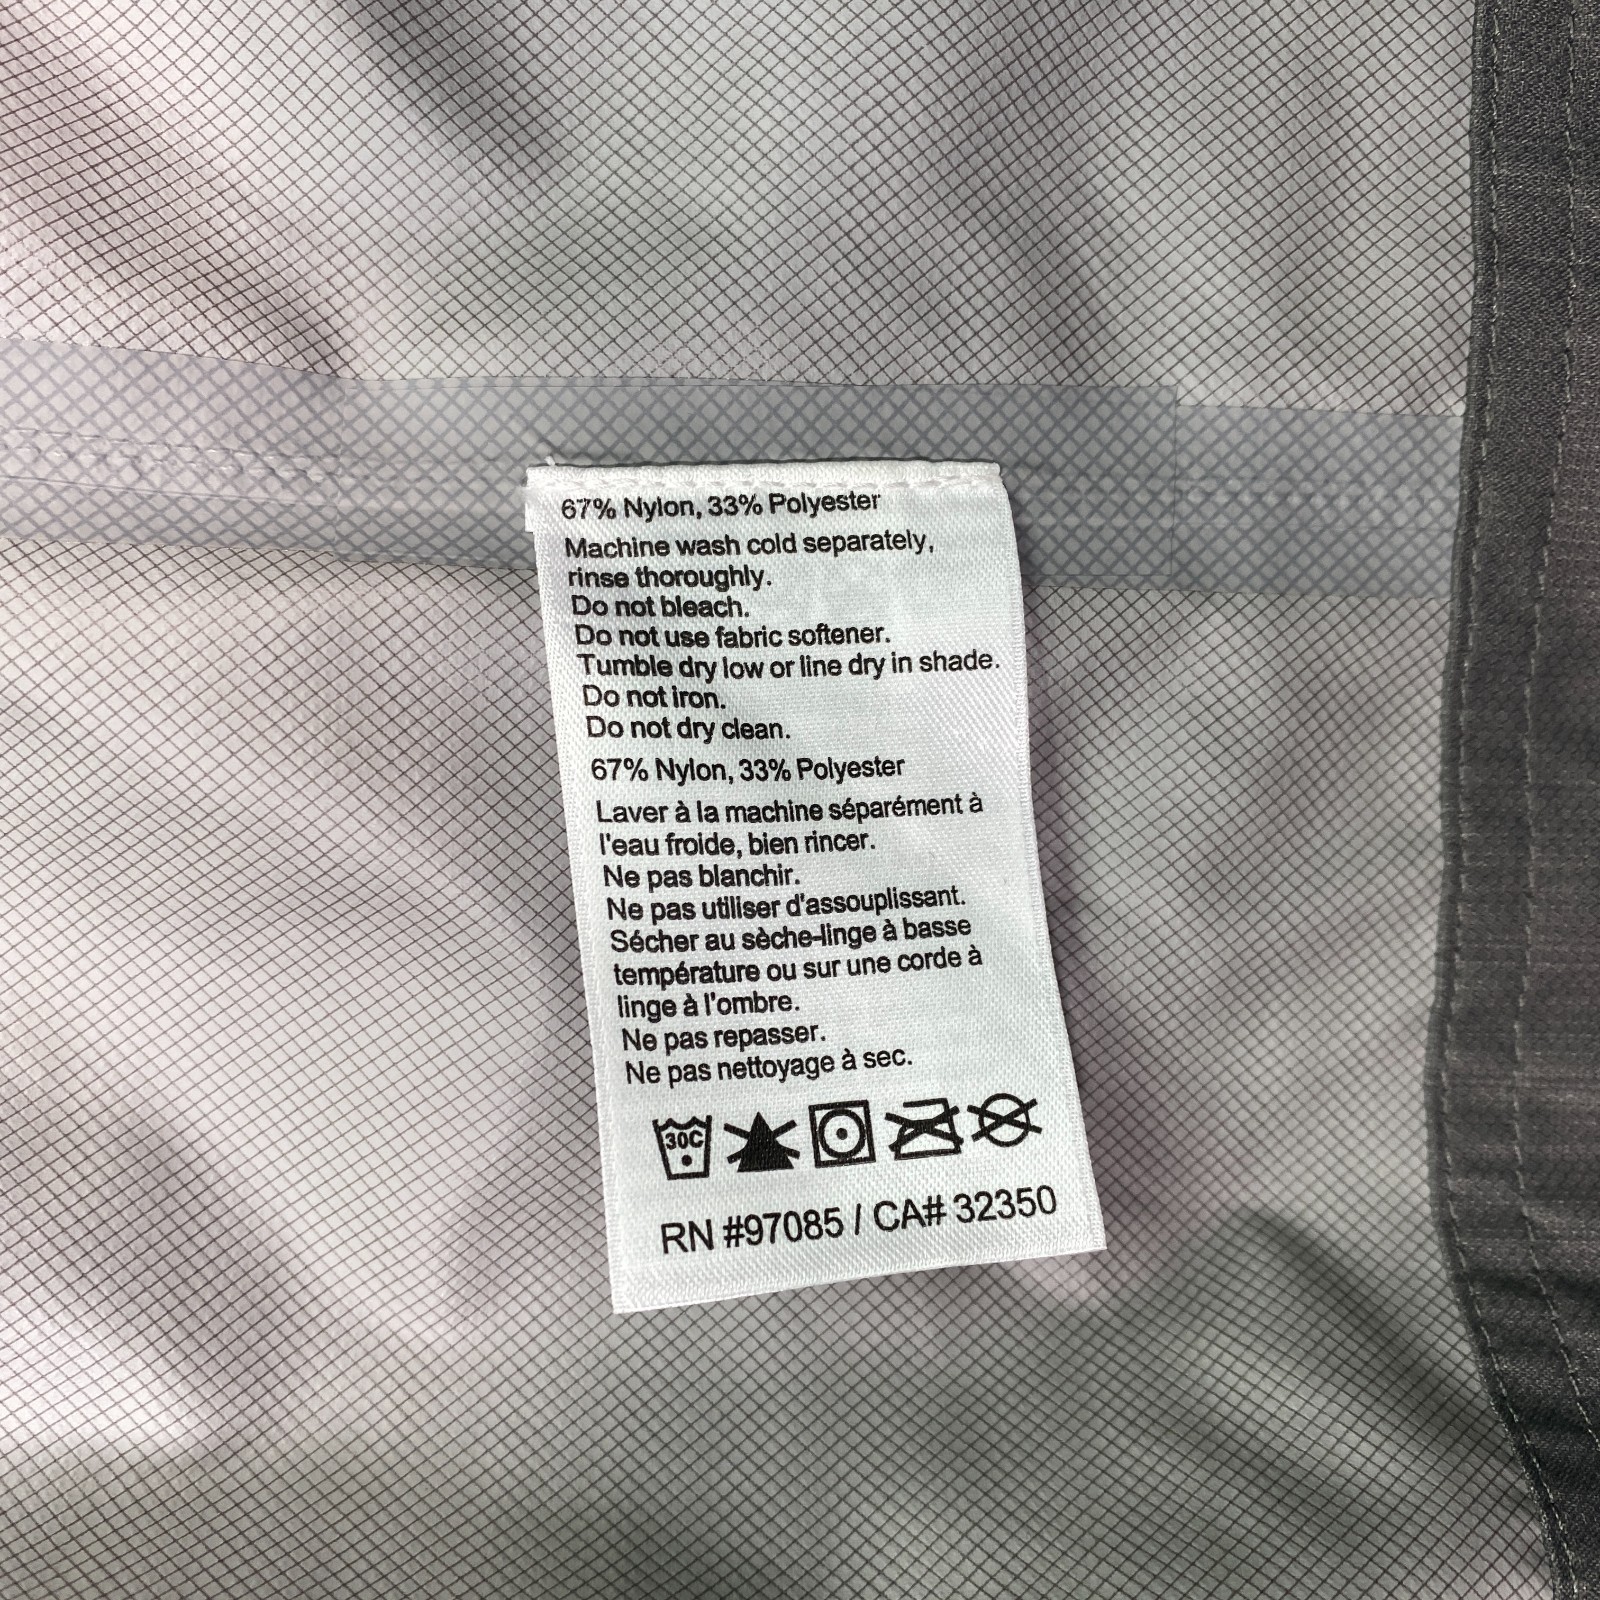 67% Nylon, 33% Polyester
Machine wash cold separately,
rinse thoroughly.
Do not bleach.
Do not use fabric softener.
Tumble dry low or line dry in shade.
Do not iron.
Do not dry clean.
67% Nylon, 33% Polyester
Laver à la machine séparément à
l'eau froide, bien rincer.
Ne pas blanchir.
Ne pas utiliser d'assouplissant.
Sécher au sèche-linge à basse
température ou sur une corde à
linge à l'ombre.
Ne pas repasser.
Ne pas nettoyage à sec.
30C
RN #97085 / CA# 32350